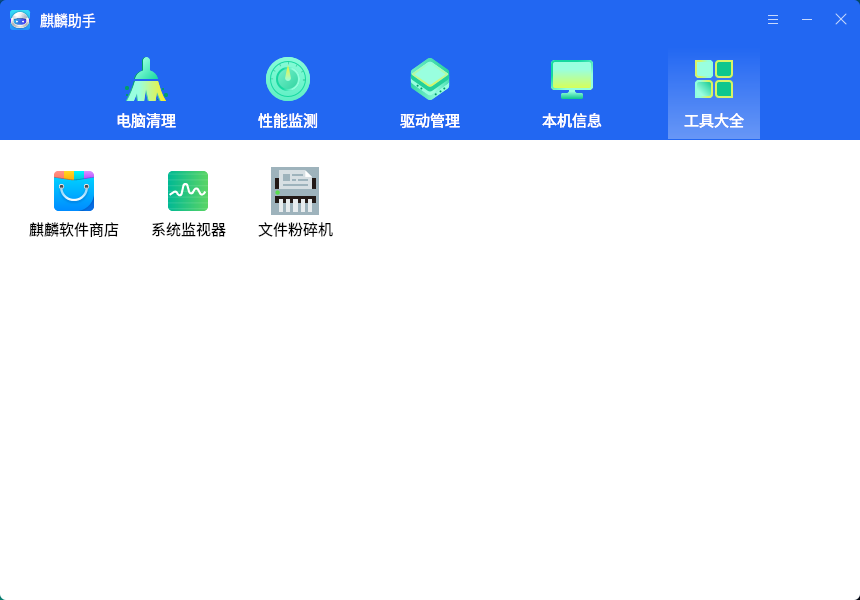 麒麟助手
电脑清理
性能监测
驱动管理
本机信息
工具大全
麒麟软件商店
系统监视器
文件粉碎机